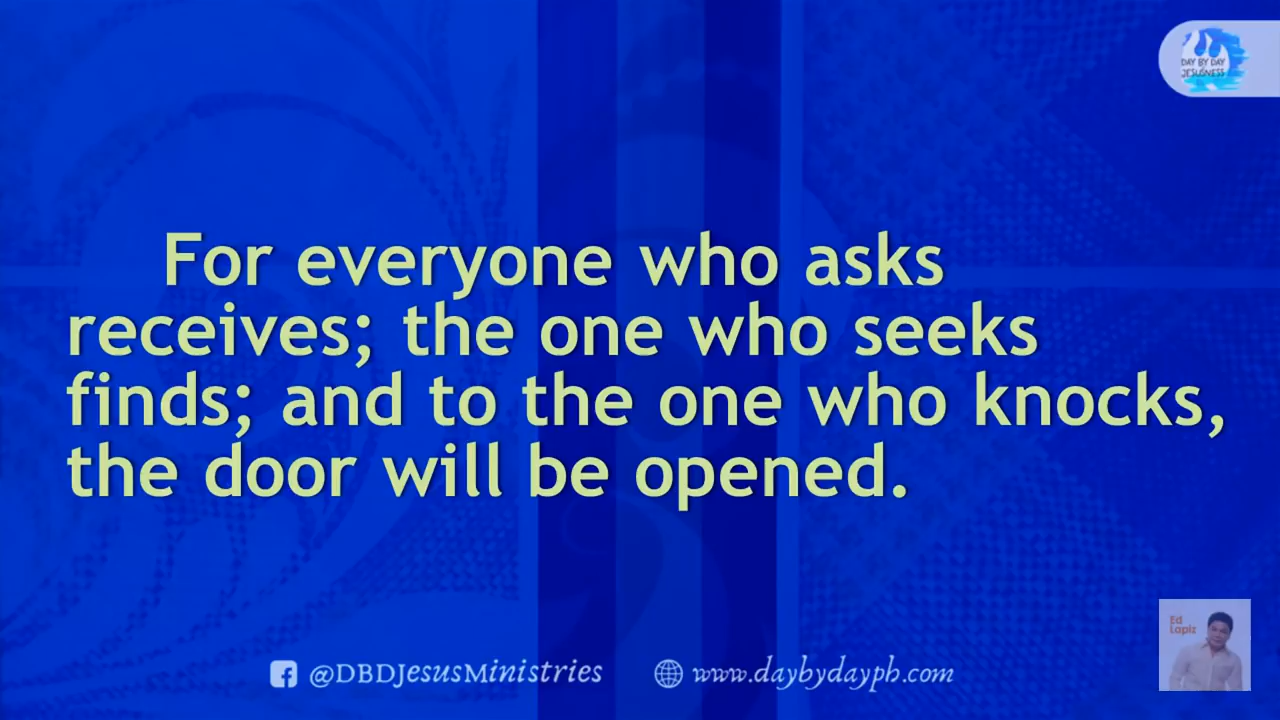 DAY BY DAY
JESUSNESS
For everyone who asks
receives; the one who seeks
finds; and to the one who knocks,
the door will be opened.
Ed
Lapiz
@DBDJesusMinistries
www.daybydayph.com